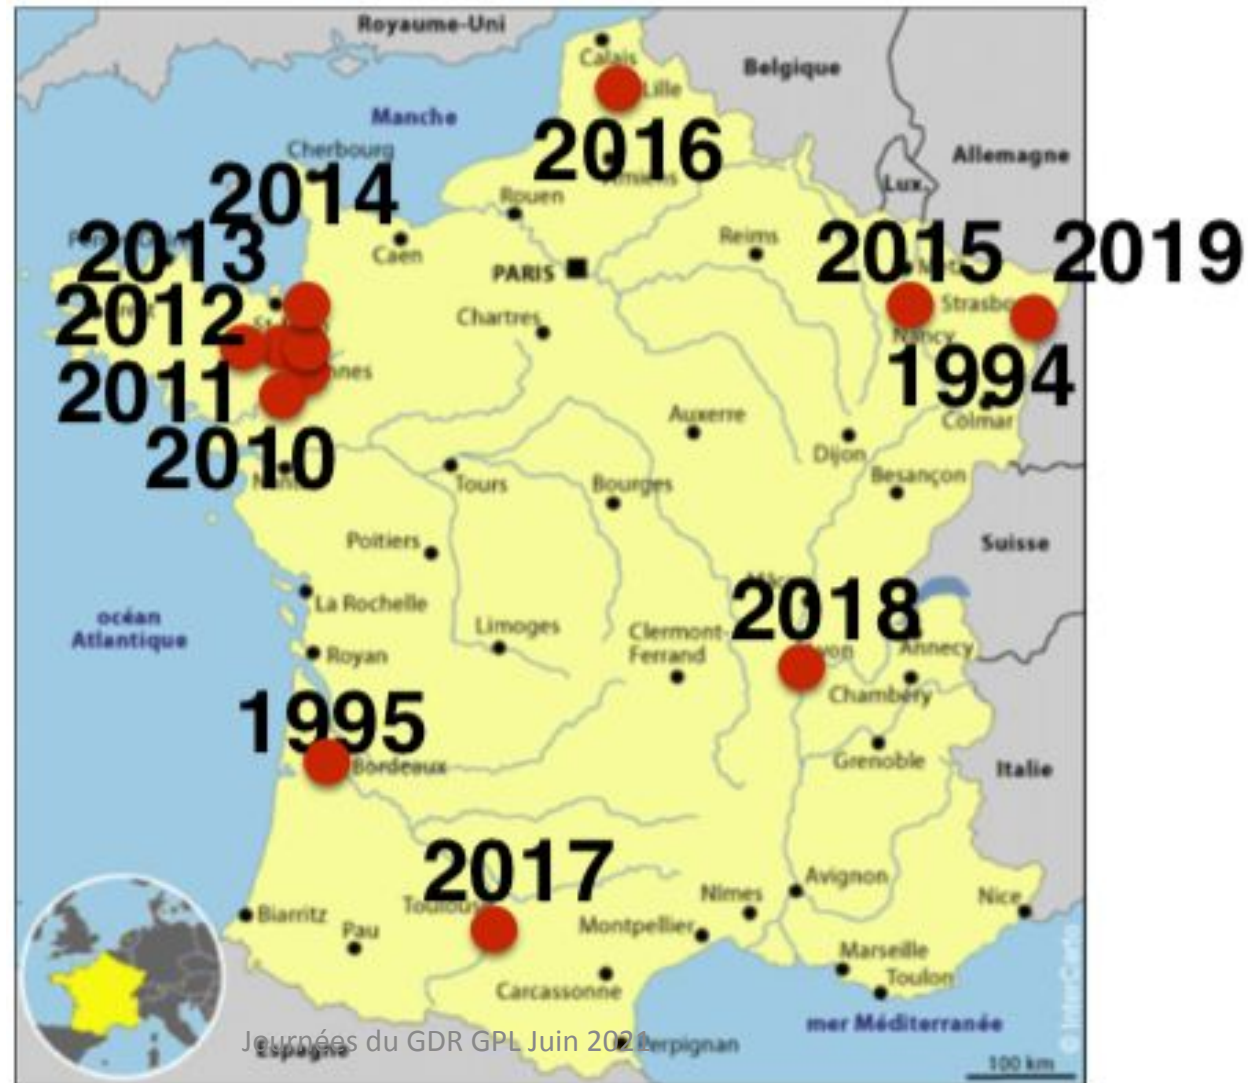 Royaume-Uni
Calais
Belgique
Lille
Manche
2016
Cherbourg
Allemagne
2014
Lux.
Rouen
Reims
2013
Caen
2015
2019
PARIS
2012
Chartres
Nancy
2011
1994
Auxerre
Colmar
2010
Dijon
Tours
Bourges
Besançon
Poitiers
Suisse
océan
Atlantique
La Rochelle
2018
Limoges
Clermont-
Ferrand
Annecy
Royan
Chambéry
1995
Grenoble
Bordeaux
Italie
2017
Avignon
Nîmes
Nice
Biarritz
Montpellier
Pau
Marseille
Toulon
Carcassonne
mer Méditerranée
Journées du GDR GPL Juin 2021
Espagne
Perpignan
100 km